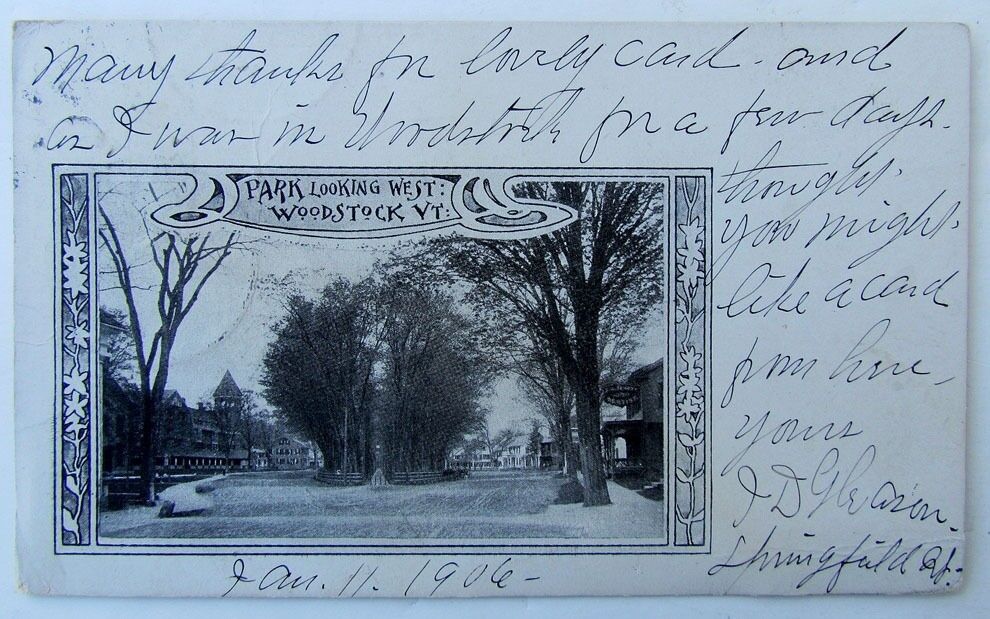 Many thanks for lovely card - and
as I was in Woodstock for a few days.
thought.
you might.
like a card
from here,
yours
J D Gleason.
Springfield Vt.
PARK LOOKING WEST:
WOODSTOCK VT:
Jan. 11. 1906-